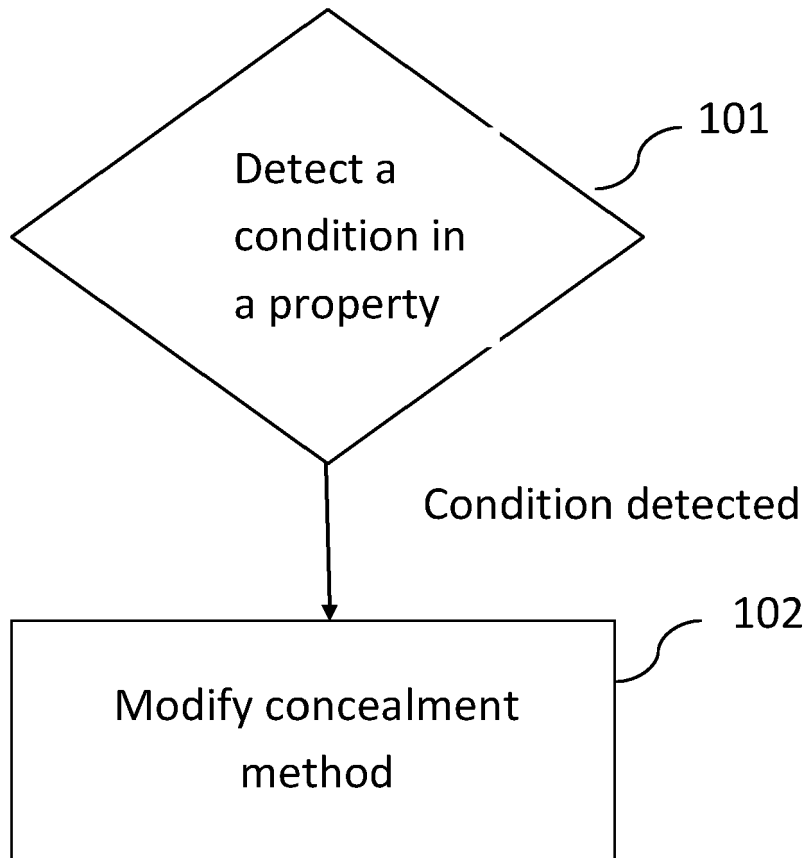 101
Detect a
condition in
a property
Condition detected
102
Modify concealment
method